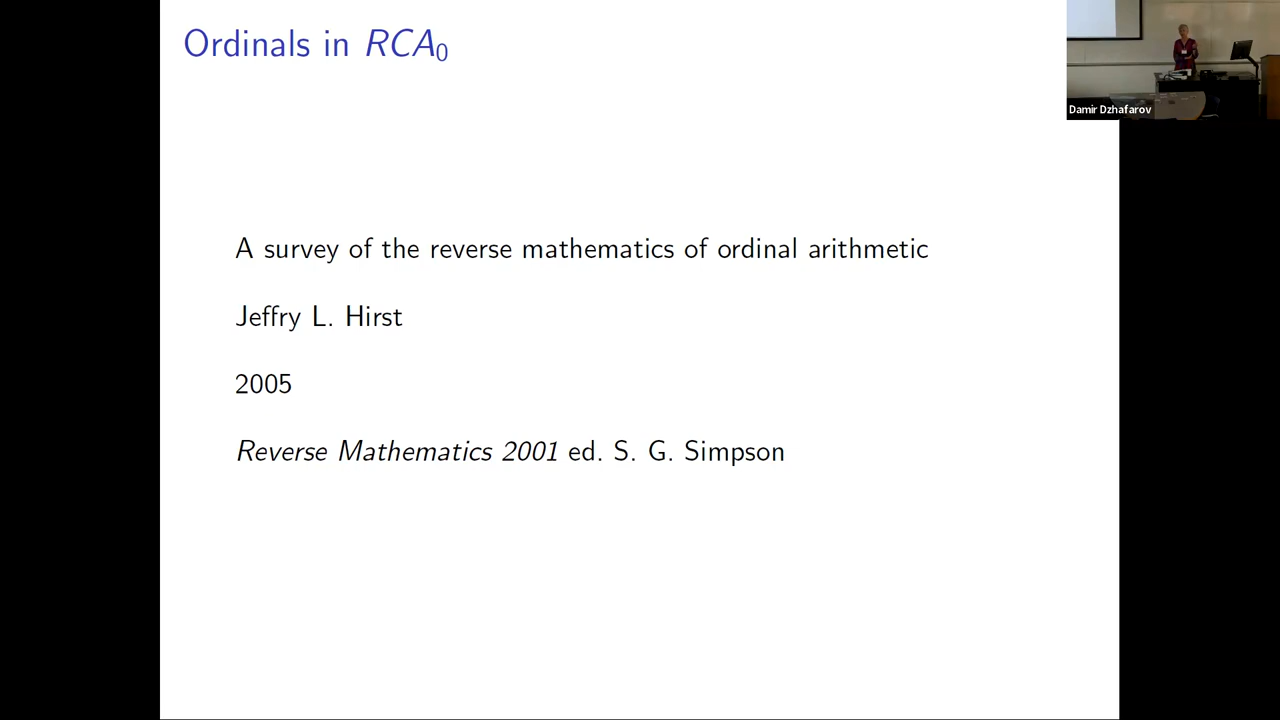 Ordinals in RCA₀
Damir Dzhafarov
A survey of the reverse mathematics of ordinal arithmetic
Jeffry L. Hirst
2005
Reverse Mathematics 2001 ed. S. G. Simpson